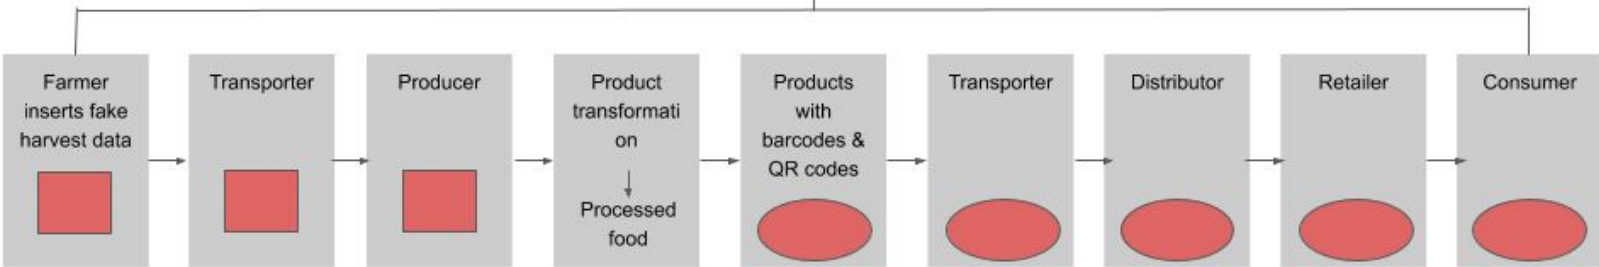 Farmer
inserts fake
harvest data
Transporter
Producer
Product
transformati
on
Processed
food
Products
with
barcodes &
QR codes
Transporter
Distributor
Retailer
Consumer